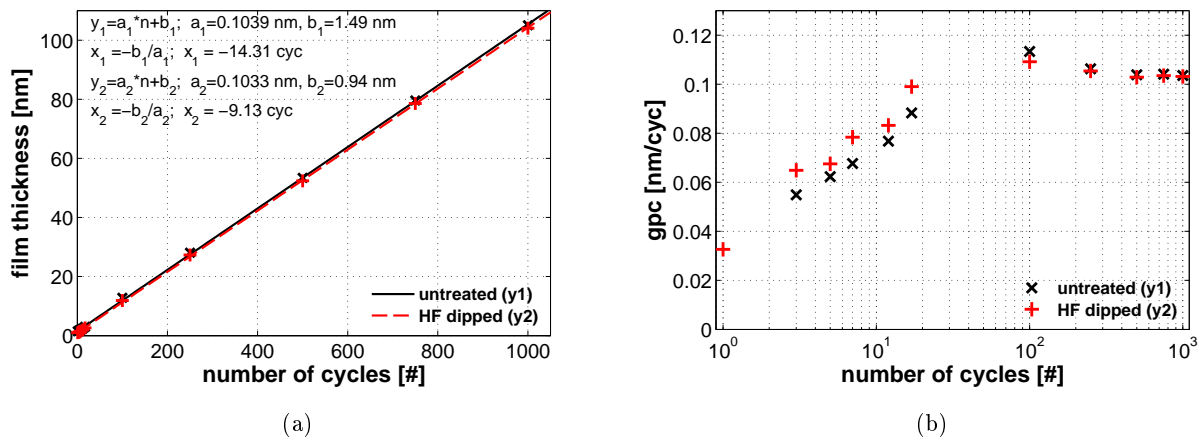 y1=a1*n+b1; a1=0.1039 nm, b1=1.49 nm
x1=−b1/a1; x1 = −14.31 cyc
y2=a2*n+b2; a2=0.1033 nm, b2=0.94 nm
x2=−b2/a2; x2 = −9.13 cyc
film thickness [nm]
100
80
60
40
20
0
0 200 400 600 800 1000
number of cycles [#]
untreated (y1)
HF dipped (y2)
(a)
gpc [nm/cyc]
0.12
0.1
0.08
0.06
0.04
0.02
0
10^0 10^1 10^2 10^3
number of cycles [#]
untreated (y1)
HF dipped (y2)
(b)